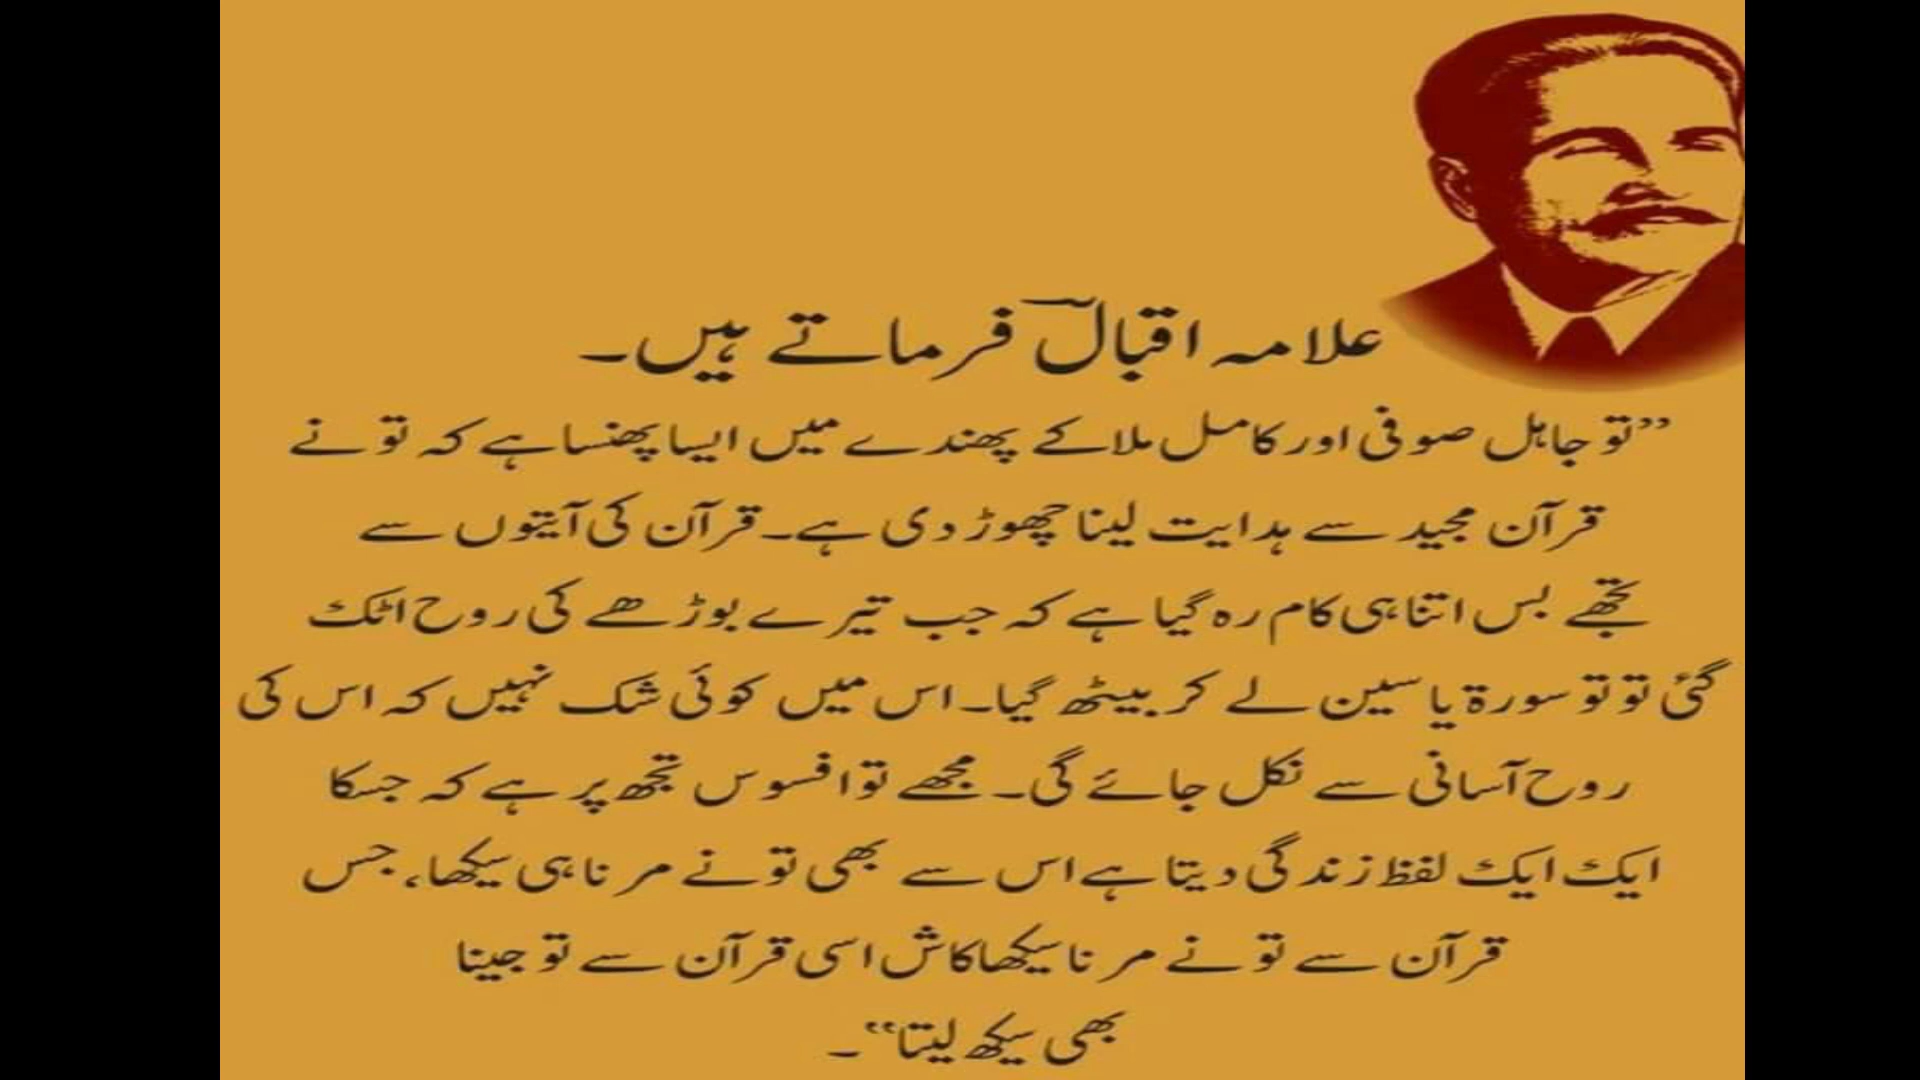 علامہ اقبالؔ فرماتے ہیں۔
”تو جاہل صوفی اور کامل ملا کے پھندے میں ایسا پھنسا ہے کہ تو نے
قرآن مجید سے ہدایت لینا چھوڑ دی ہے۔ قرآن کی آیتوں سے
تجھے بس اتنا ہی کام رہ گیا ہے کہ جب تیرے بوڑھے کی روح اٹک
گئی تو تو سورۃ یاسین لے کر بیٹھ گیا۔ اس میں کوئی شک نہیں کہ اس کی
روح آسانی سے نکل جائے گی۔ مجھے تو افسوس تجھ پر ہے کہ جسکا
ایک ایک لفظ زندگی دیتا ہے اس سے بھی تو نے مرنا ہی سیکھا، جس
قرآن سے تو نے مرنا سیکھا کاش اسی قرآن سے تو جینا
بھی سیکھ لیتا“۔